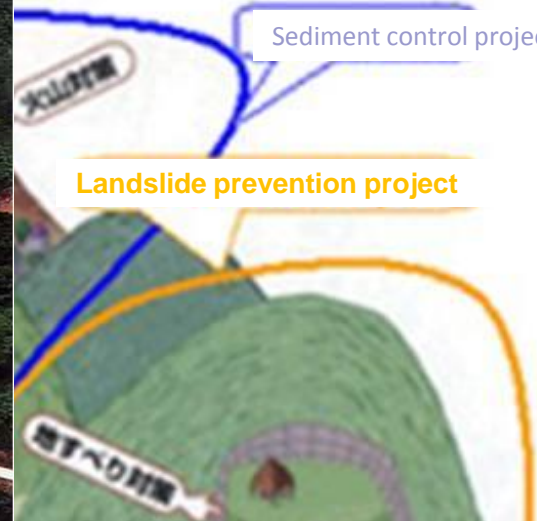 Sediment control projec
火山対策
Landslide prevention project
地すべり対策